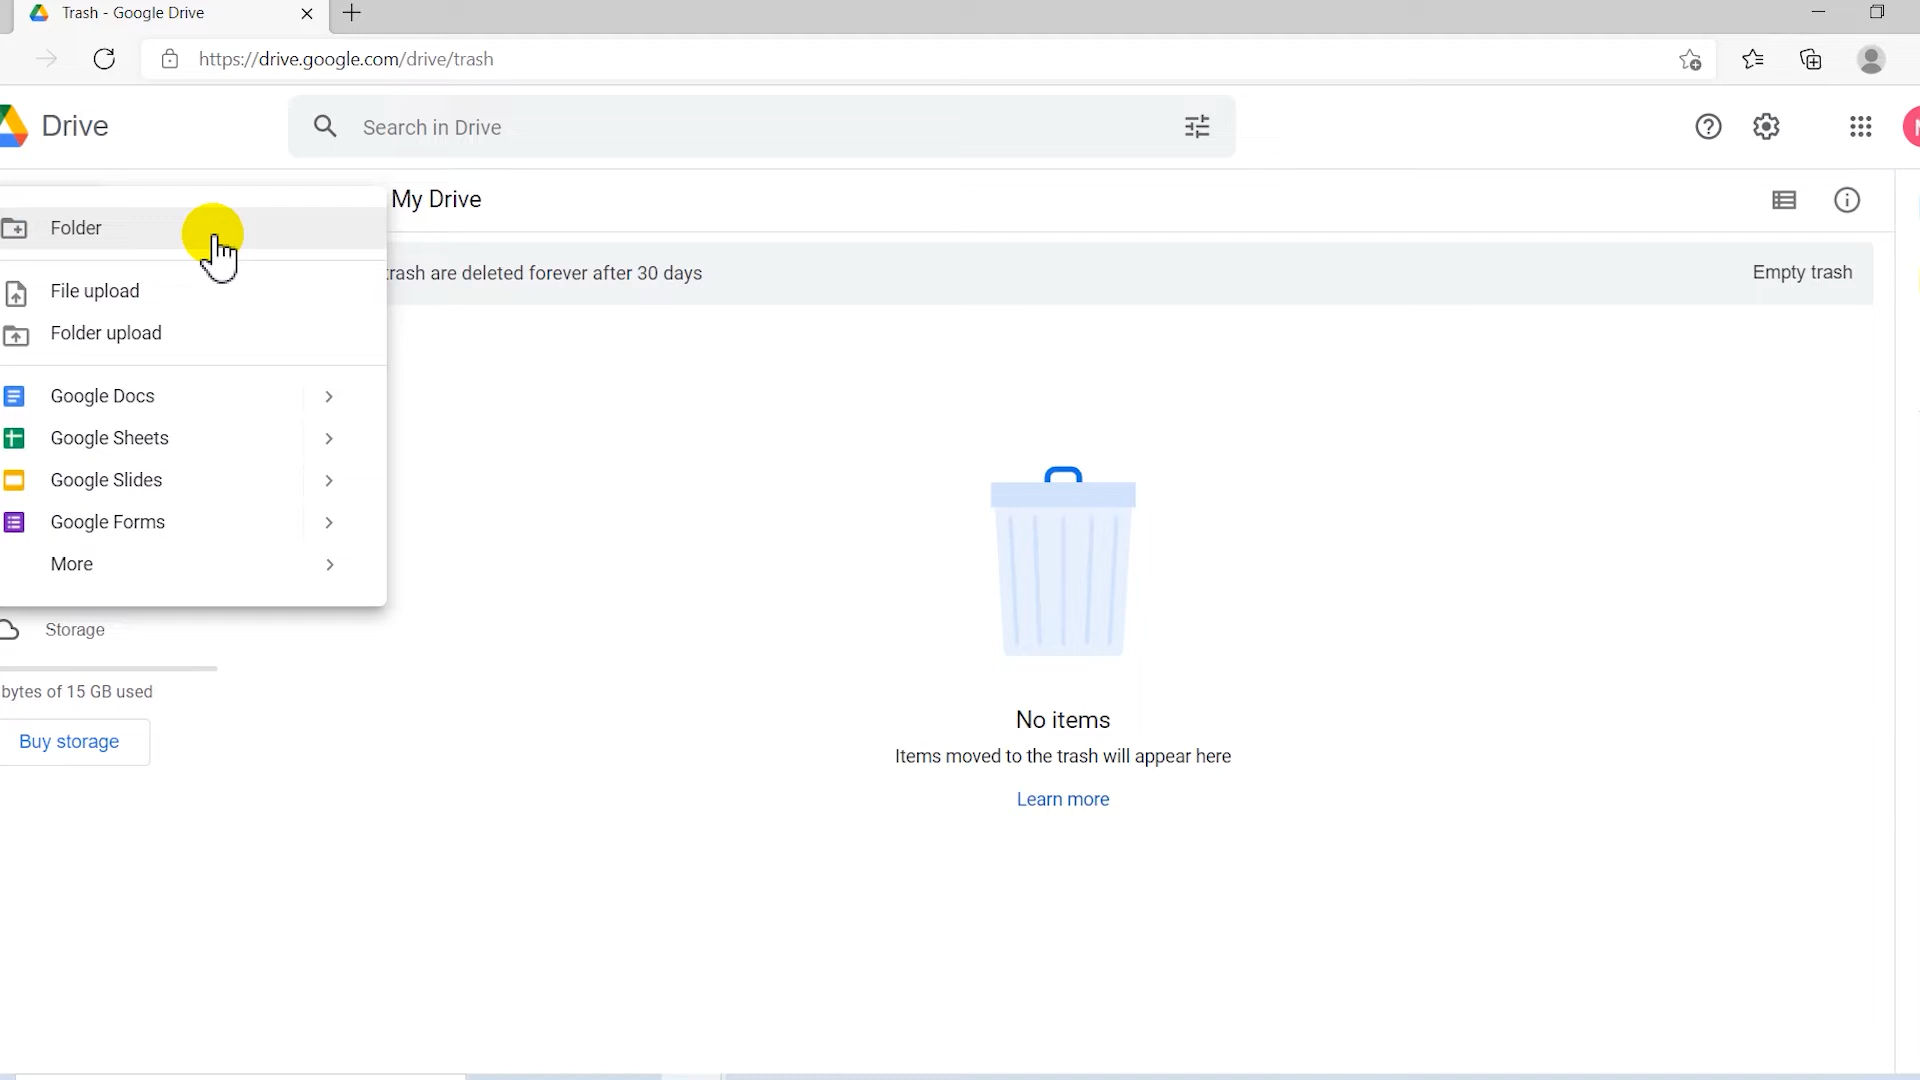 Trash - Google Drive
https://drive.google.com/drive/trash
Drive
Search in Drive
My Drive
Folder
trash are deleted forever after 30 days
Empty trash
File upload
Folder upload
Google Docs
Google Sheets
Google Slides
Google Forms
More
Storage
bytes of 15 GB used
Buy storage
No items
Items moved to the trash will appear here
Learn more